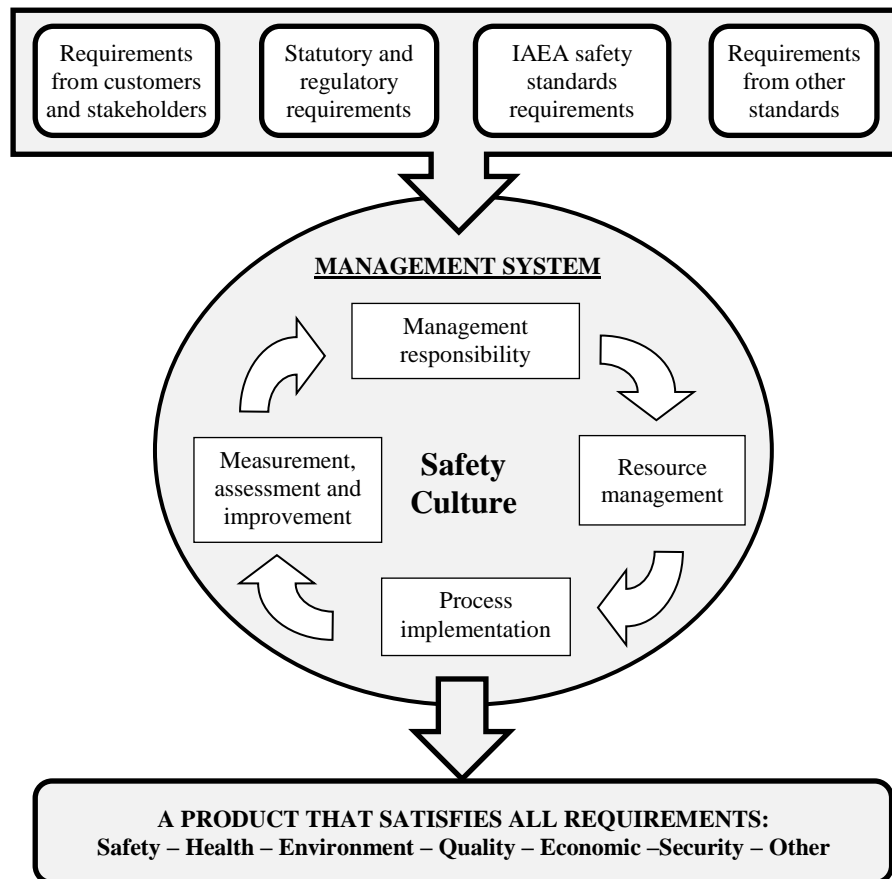 Requirements
from customers
and stakeholders
Statutory and
regulatory
requirements
IAEA safety
standards
requirements
Requirements
from other
standards
MANAGEMENT SYSTEM
Management
responsibility
Measurement,
assessment and
improvement
Safety
Culture
Resource
management
Process
implementation
A PRODUCT THAT SATISFIES ALL REQUIREMENTS:
Safety – Health – Environment – Quality – Economic –Security – Other